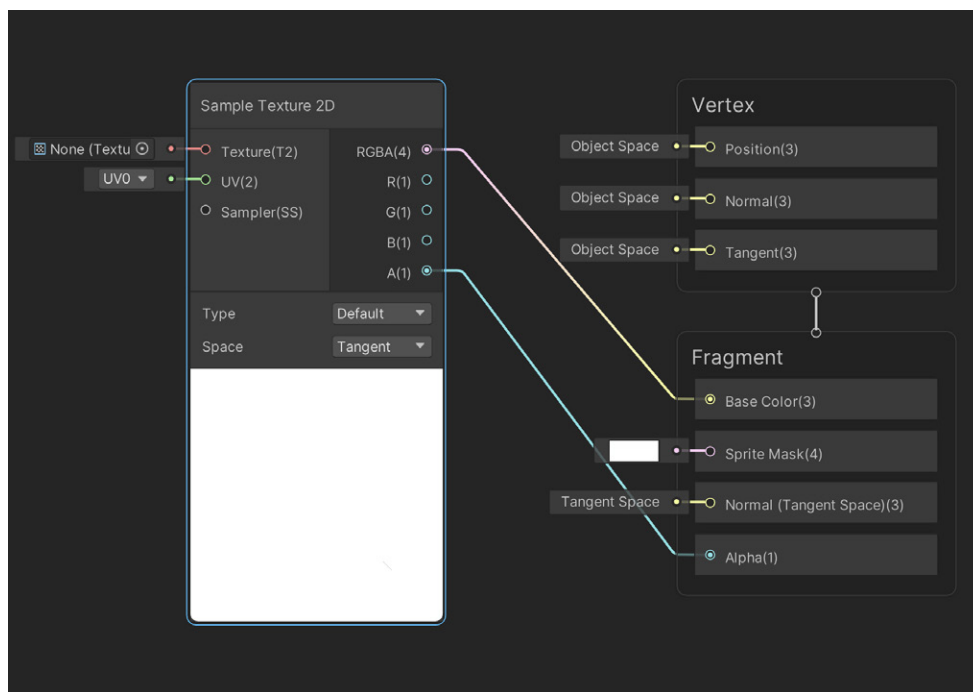 Sample Texture 2D
None (Textu
Texture(T2)
RGBA(4)
UV0
UV(2)
R(1)
Sampler(SS)
G(1)
B(1)
A(1)
Type
Default
Space
Tangent
Vertex
Object Space
Position(3)
Object Space
Normal(3)
Object Space
Tangent(3)
Fragment
Base Color(3)
Sprite Mask(4)
Tangent Space
Normal (Tangent Space)(3)
Alpha(1)